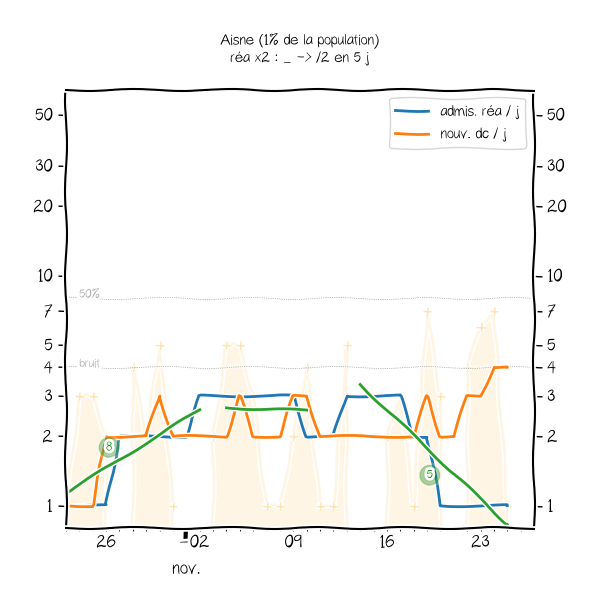 Aisne (1% de la population)
réa x2 : _ -> /2 en 5 j
admis. réa / j
nouv. dc / j
50 50
30 30
20 20
10 10
50%
7 7
5 5
bruit
4 4
3 3
2 2
8
5
1 1
26 02 09 16 23
nov.